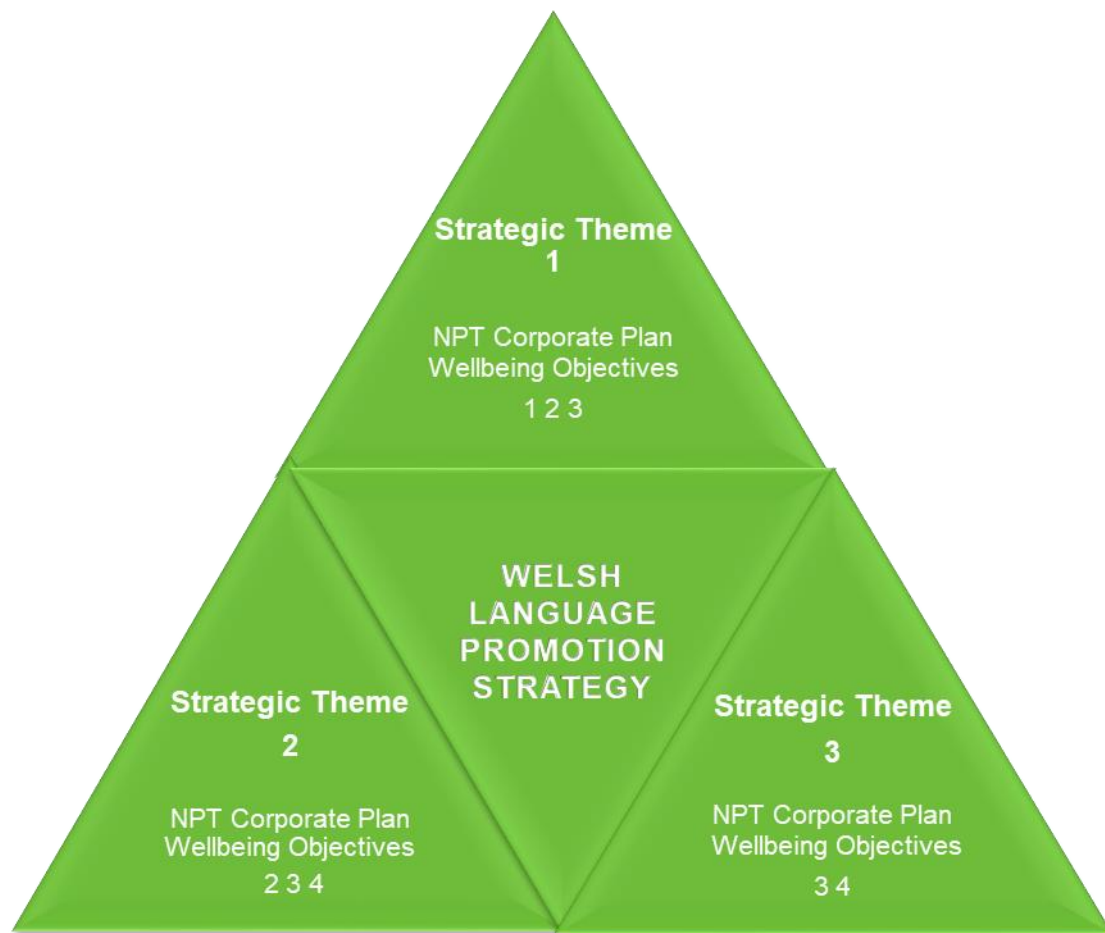 Strategic Theme
1
NPT Corporate Plan
Wellbeing Objectives
1 2 3
WELSH
LANGUAGE
PROMOTION
STRATEGY
Strategic Theme
2
NPT Corporate Plan
Wellbeing Objectives
2 3 4
Strategic Theme
3
NPT Corporate Plan
Wellbeing Objectives
3 4